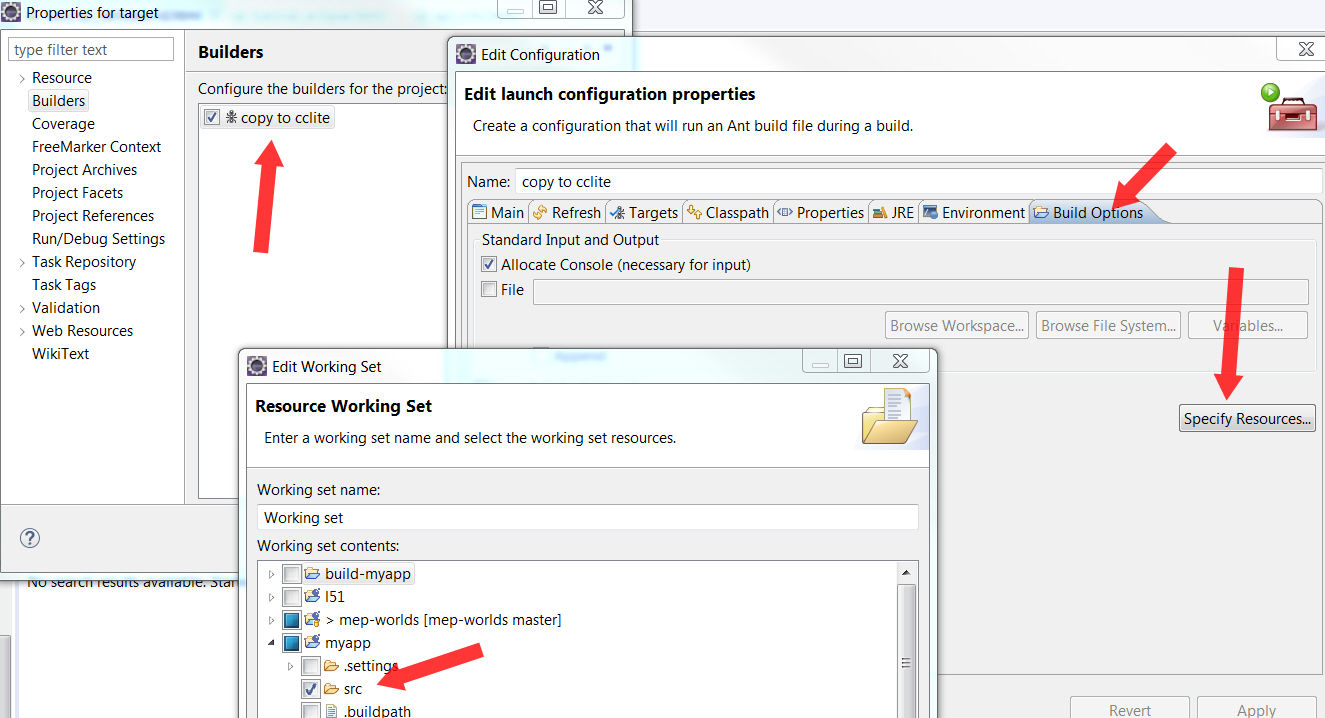 Properties for target
type filter text
Resource
Builders
Coverage
FreeMarker Context
Project Archives
Project Facets
Project References
Run/Debug Settings
Task Repository
Task Tags
Validation
Web Resources
WikiText
Builders
Configure the builders for the project:
copy to cclite
No search results available. Star
Edit Configuration
Edit launch configuration properties
Create a configuration that will run an Ant build file during a build.
Name: copy to cclite
Main Refresh Targets Classpath Properties JRE Environment Build Options
Standard Input and Output
Allocate Console (necessary for input)
File
Browse Workspace... Browse File System... Variables...
Append
Specify Resources...
Revert Apply
Edit Working Set
Resource Working Set
Enter a working set name and select the working set resources.
Working set name:
Working set
Working set contents:
build-myapp
l51
> mep-worlds [mep-worlds master]
myapp
.settings
src
.buildpath